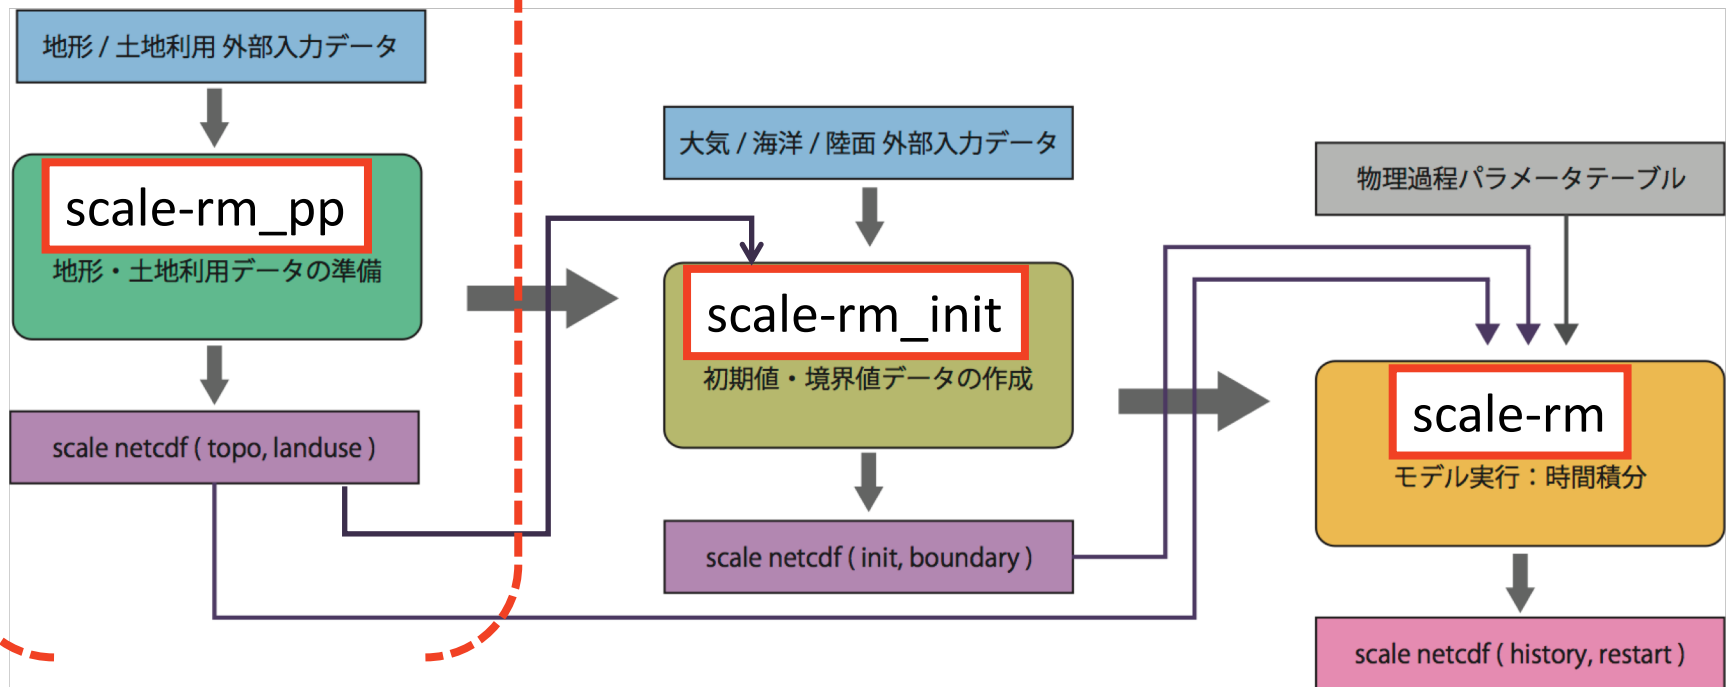 地形 / 土地利用 外部入力データ
scale-rm_pp
地形・土地利用データの準備
scale netcdf ( topo, landuse )
大気 / 海洋 / 陸面 外部入力データ
scale-rm_init
初期値・境界値データの作成
scale netcdf ( init, boundary )
物理過程パラメータテーブル
scale-rm
モデル実行：時間積分
scale netcdf ( history, restart )